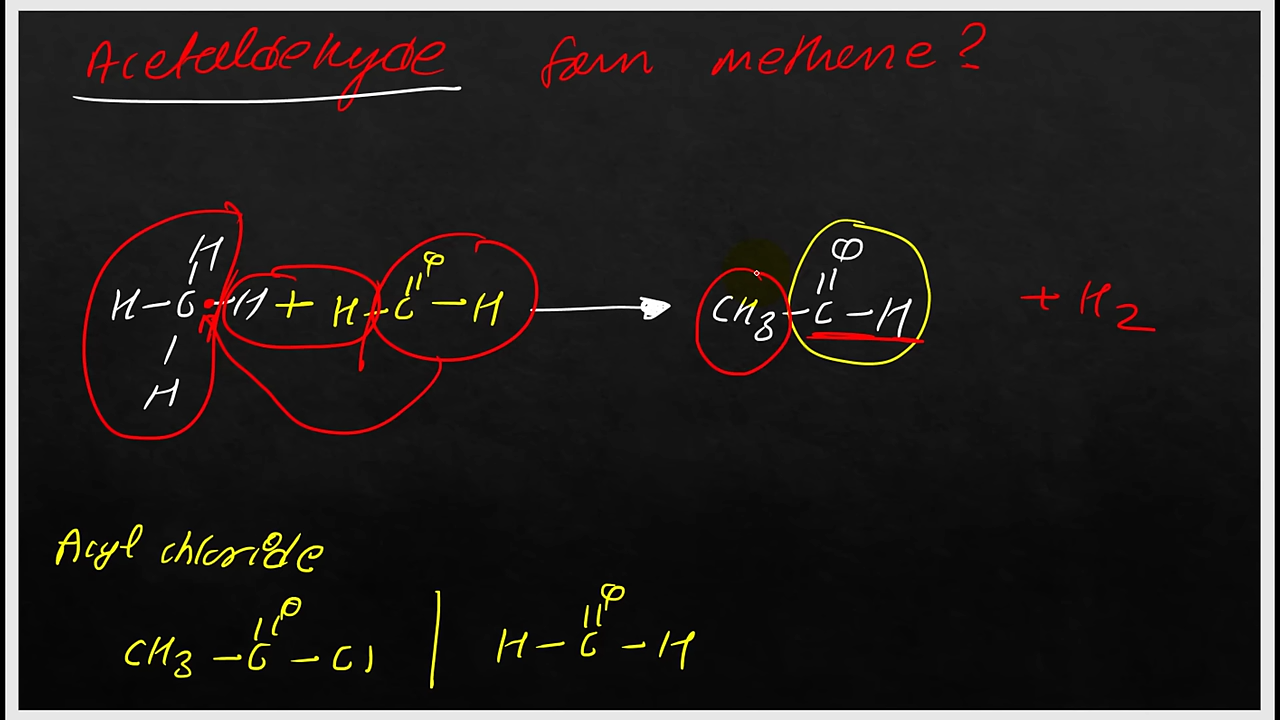 Acetaldehyde from methene?
H O
H–C–H + H–C–H → CH3–C–H + H2
H
Acyl chloride
O O
CH3–C–Cl | H–C–H